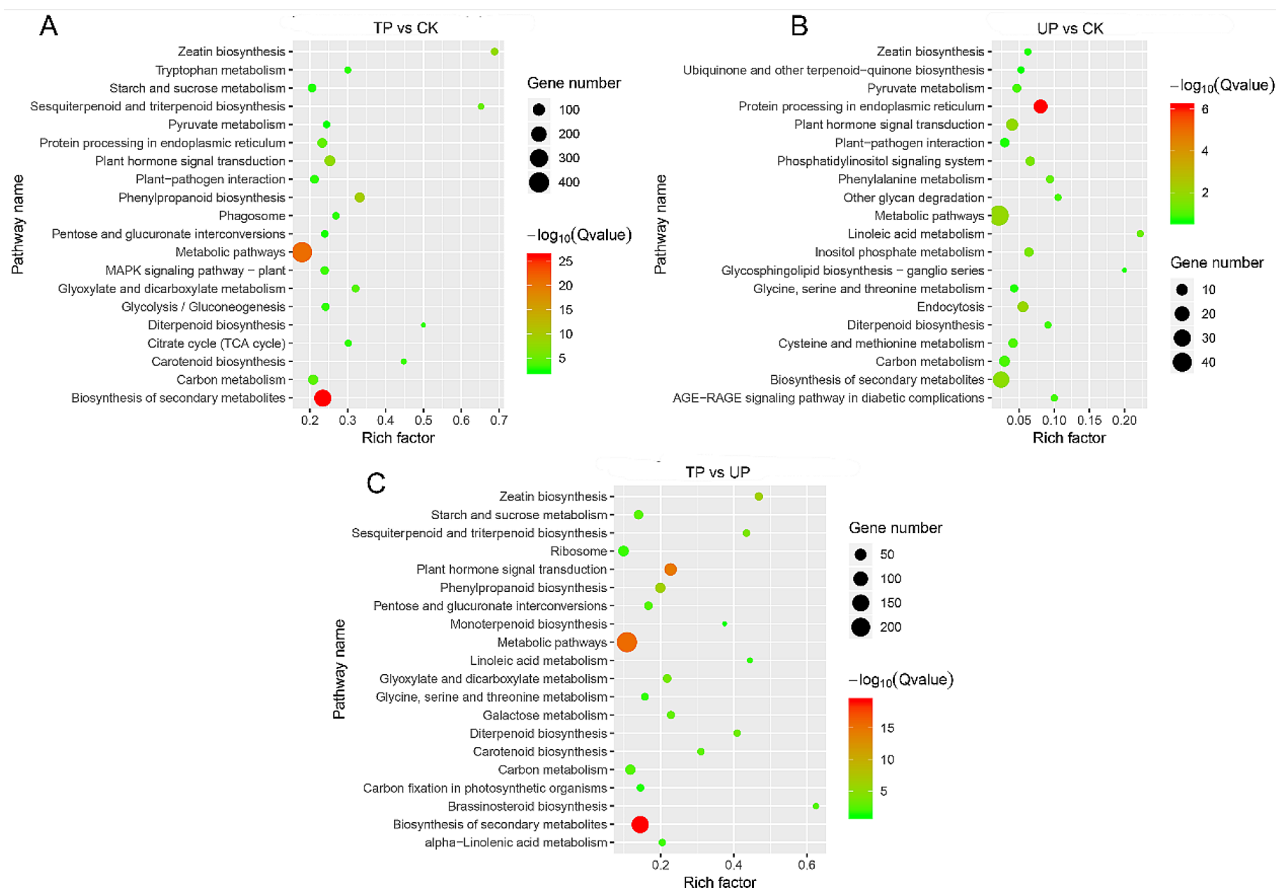 A
TP vs CK
Pathway name
Zeatin biosynthesis
Tryptophan metabolism
Starch and sucrose metabolism
Sesquiterpenoid and triterpenoid biosynthesis
Pyruvate metabolism
Protein processing in endoplasmic reticulum
Plant hormone signal transduction
Plant−pathogen interaction
Phenylpropanoid biosynthesis
Phagosome
Pentose and glucuronate interconversions
Metabolic pathways
MAPK signaling pathway − plant
Glyoxylate and dicarboxylate metabolism
Glycolysis / Gluconeogenesis
Diterpenoid biosynthesis
Citrate cycle (TCA cycle)
Carotenoid biosynthesis
Carbon metabolism
Biosynthesis of secondary metabolites
0.2 0.3 0.4 0.5 0.6 0.7
Rich factor
Gene number
100
200
300
400
−log10(Qvalue)
25
20
15
10
5
B
UP vs CK
Pathway name
Zeatin biosynthesis
Ubiquinone and other terpenoid−quinone biosynthesis
Pyruvate metabolism
Protein processing in endoplasmic reticulum
Plant hormone signal transduction
Plant−pathogen interaction
Phosphatidylinositol signaling system
Phenylalanine metabolism
Other glycan degradation
Metabolic pathways
Linoleic acid metabolism
Inositol phosphate metabolism
Glycosphingolipid biosynthesis − ganglio series
Glycine, serine and threonine metabolism
Endocytosis
Diterpenoid biosynthesis
Cysteine and methionine metabolism
Carbon metabolism
Biosynthesis of secondary metabolites
AGE−RAGE signaling pathway in diabetic complications
0.05 0.10 0.15 0.20
Rich factor
−log10(Qvalue)
6
4
2
Gene number
10
20
30
40
C
TP vs UP
Pathway name
Zeatin biosynthesis
Starch and sucrose metabolism
Sesquiterpenoid and triterpenoid biosynthesis
Ribosome
Plant hormone signal transduction
Phenylpropanoid biosynthesis
Pentose and glucuronate interconversions
Monoterpenoid biosynthesis
Metabolic pathways
Linoleic acid metabolism
Glyoxylate and dicarboxylate metabolism
Glycine, serine and threonine metabolism
Galactose metabolism
Diterpenoid biosynthesis
Carotenoid biosynthesis
Carbon metabolism
Carbon fixation in photosynthetic organisms
Brassinosteroid biosynthesis
Biosynthesis of secondary metabolites
alpha−Linolenic acid metabolism
0.2 0.4 0.6
Rich factor
Gene number
50
100
150
200
−log10(Qvalue)
15
10
5